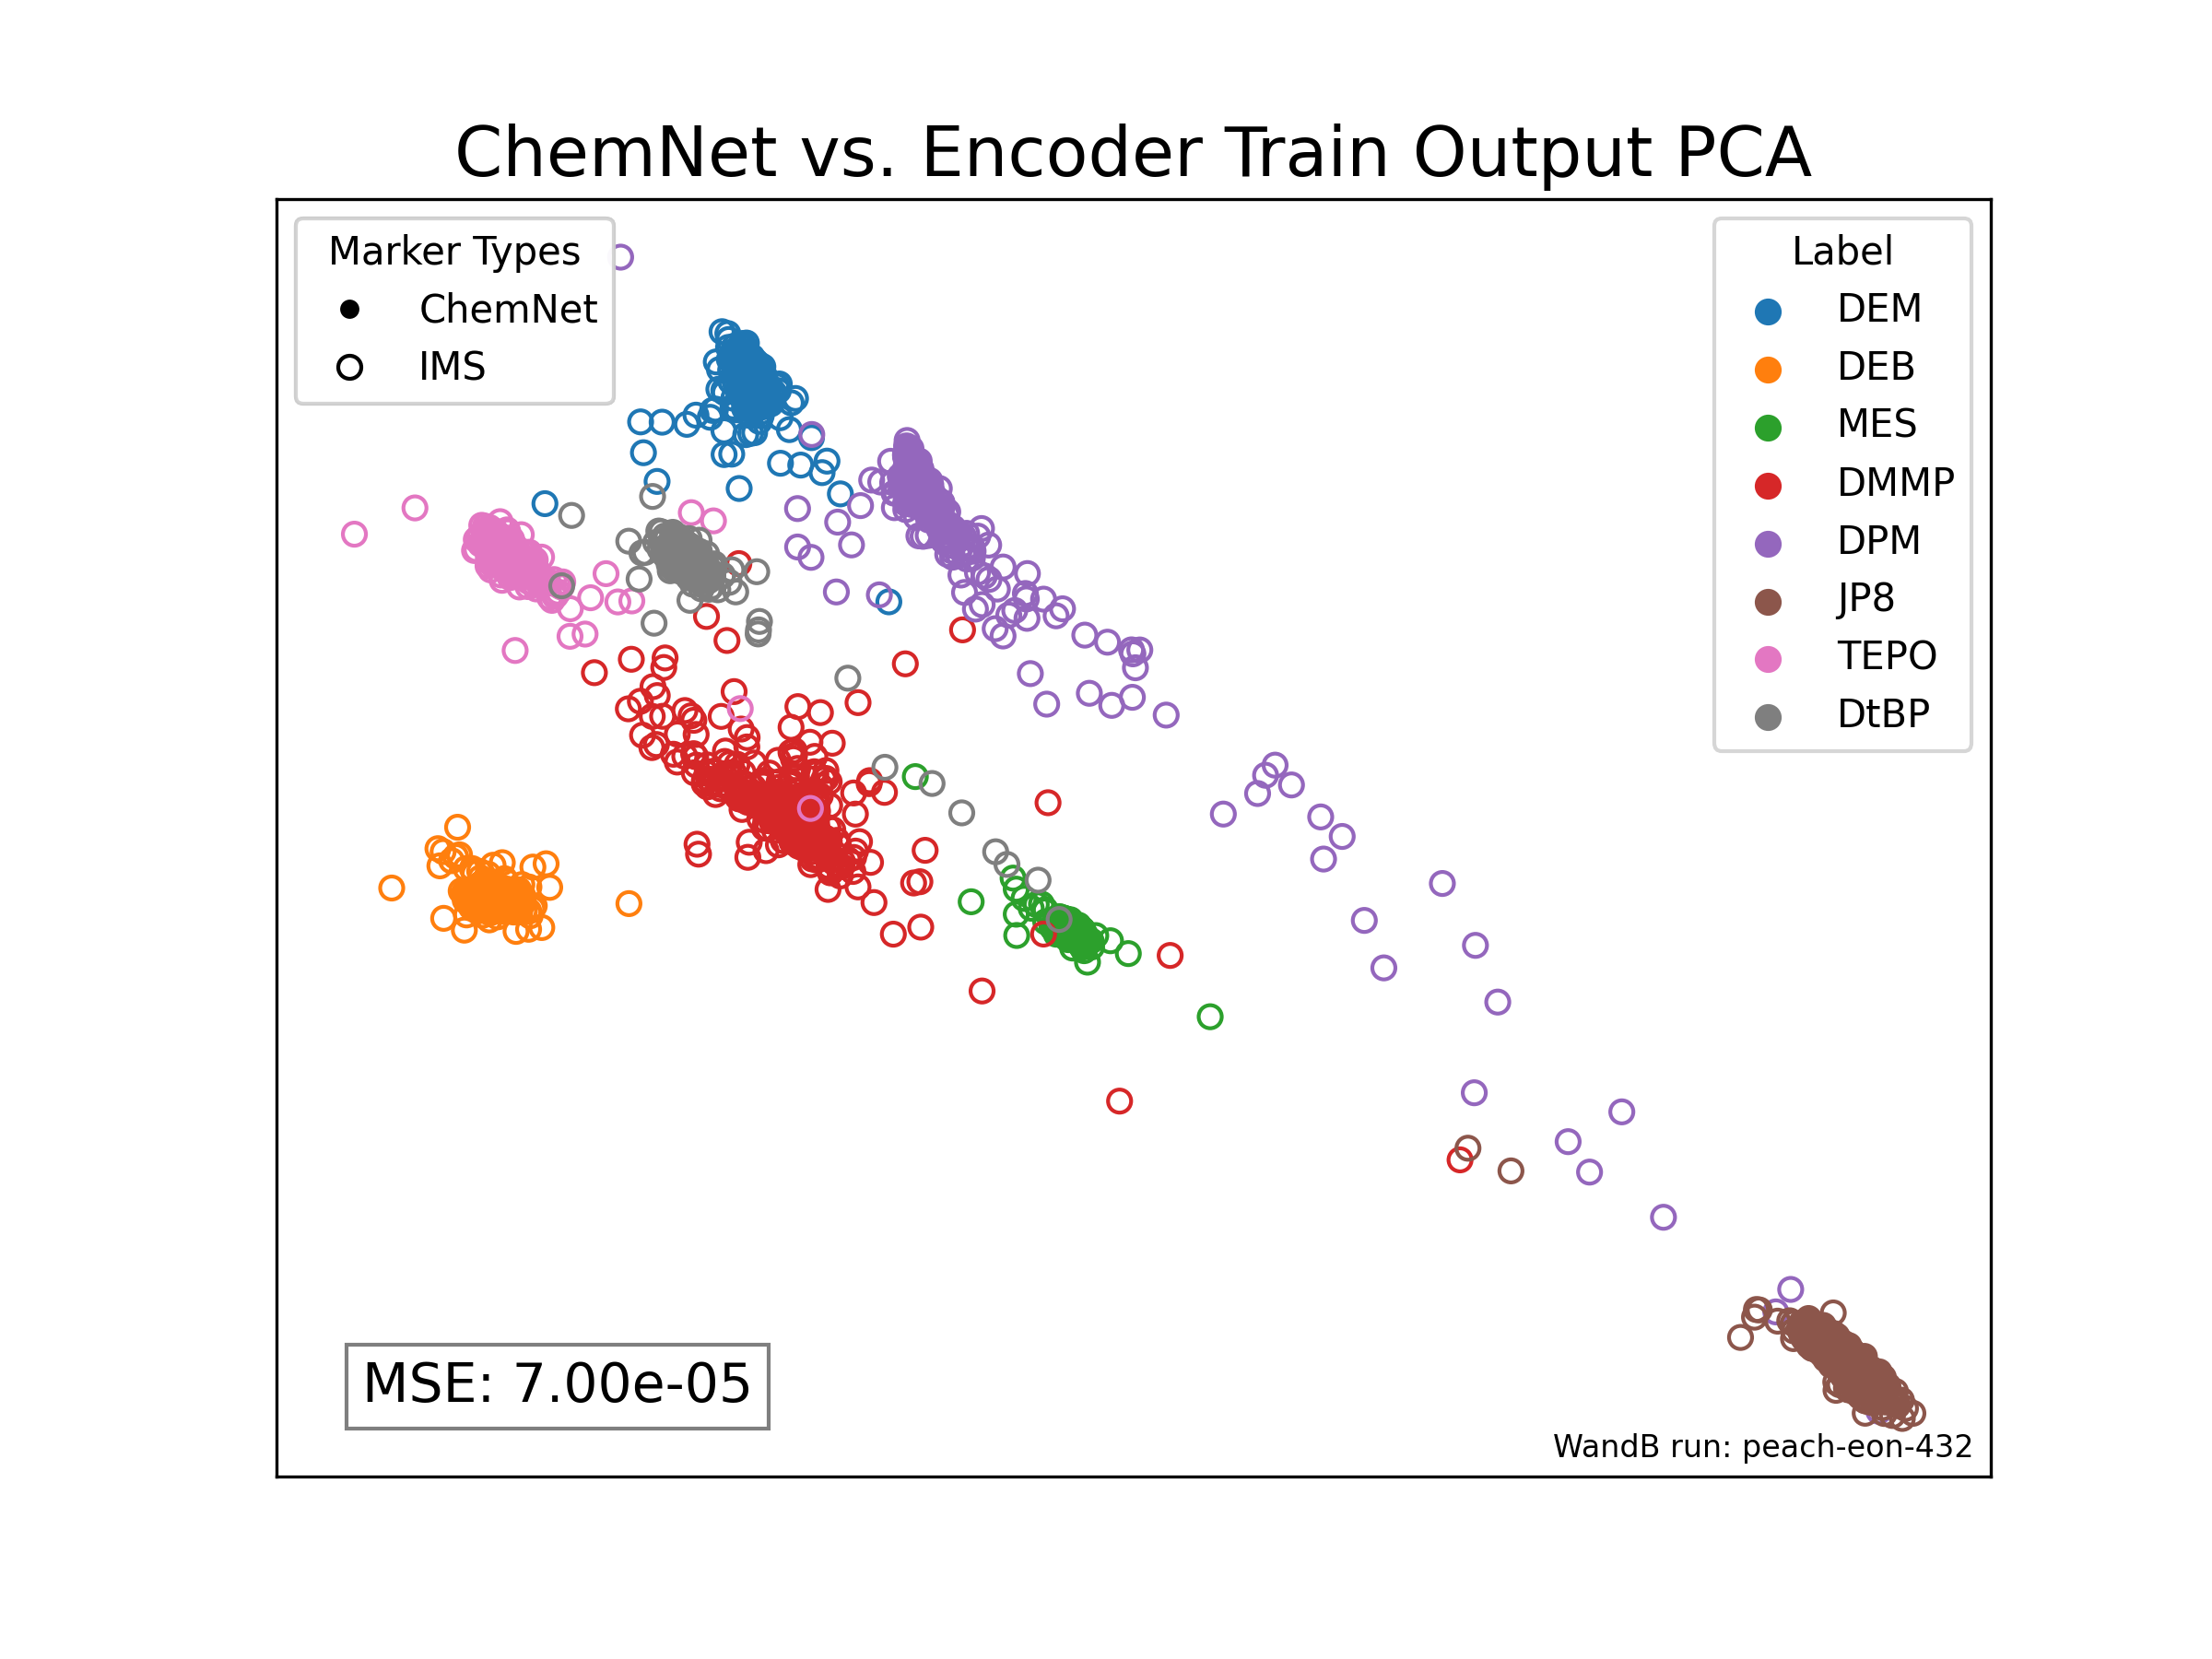 ChemNet vs. Encoder Train Output PCA
Marker Types
ChemNet
IMS
Label
DEM
DEB
MES
DMMP
DPM
JP8
TEPO
DtBP
MSE: 7.00e-05
WandB run: peach-eon-432